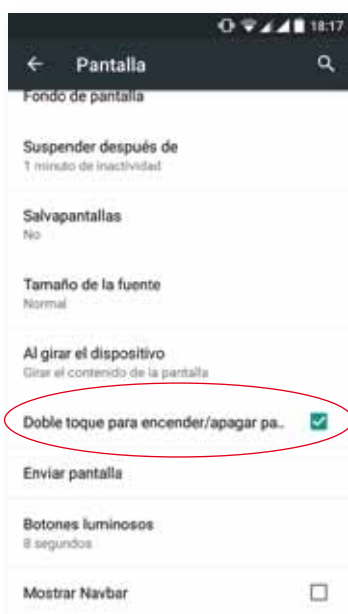 18:17
Pantalla
Fondo de pantalla
Suspender después de
1 minuto de inactividad
Salvapantallas
No
Tamaño de la fuente
Normal
Al girar el dispositivo
Girar el contenido de la pantalla
Doble toque para encender/apagar pa..
Enviar pantalla
Botones luminosos
8 segundos
Mostrar Navbar